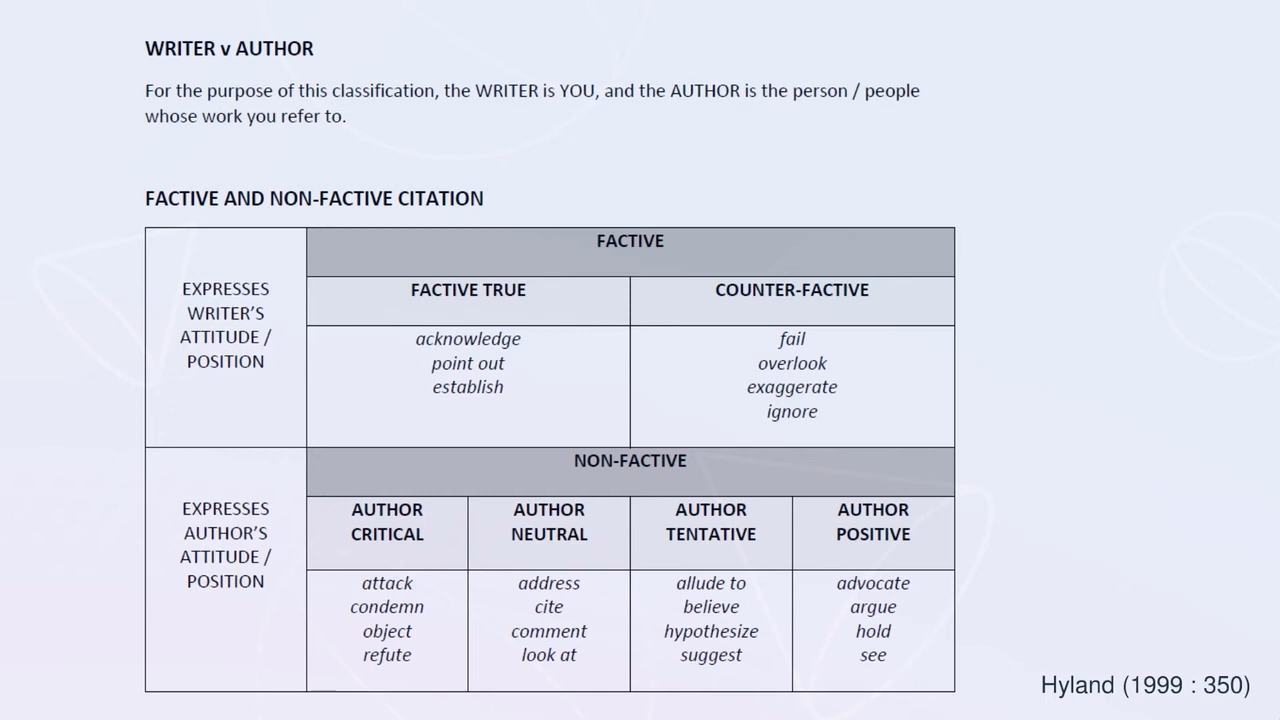 WRITER v AUTHOR
For the purpose of this classification, the WRITER is YOU, and the AUTHOR is the person / people
whose work you refer to.
FACTIVE AND NON-FACTIVE CITATION
EXPRESSES
WRITER'S
ATTITUDE /
POSITION
FACTIVE
FACTIVE TRUE
COUNTER-FACTIVE
acknowledge
point out
establish
fail
overlook
exaggerate
ignore
EXPRESSES
AUTHOR'S
ATTITUDE /
POSITION
NON-FACTIVE
AUTHOR
CRITICAL
AUTHOR
NEUTRAL
AUTHOR
TENTATIVE
AUTHOR
POSITIVE
attack
condemn
object
refute
address
cite
comment
look at
allude to
believe
hypothesize
suggest
advocate
argue
hold
see
Hyland (1999 : 350)